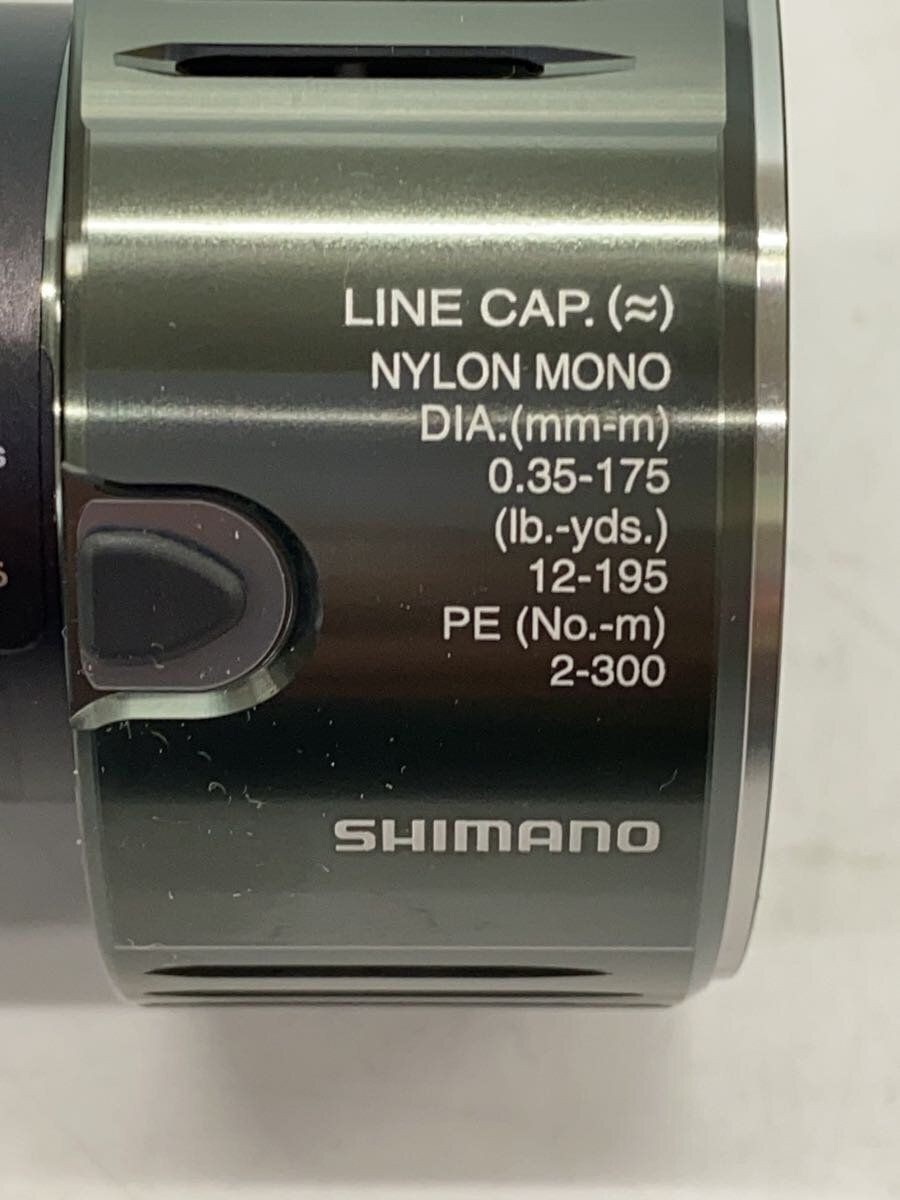 LINE CAP. (≈)
NYLON MONO
DIA.(mm-m)
0.35-175
(lb.-yds.)
12-195
PE (No.-m)
2-300
SHIMANO